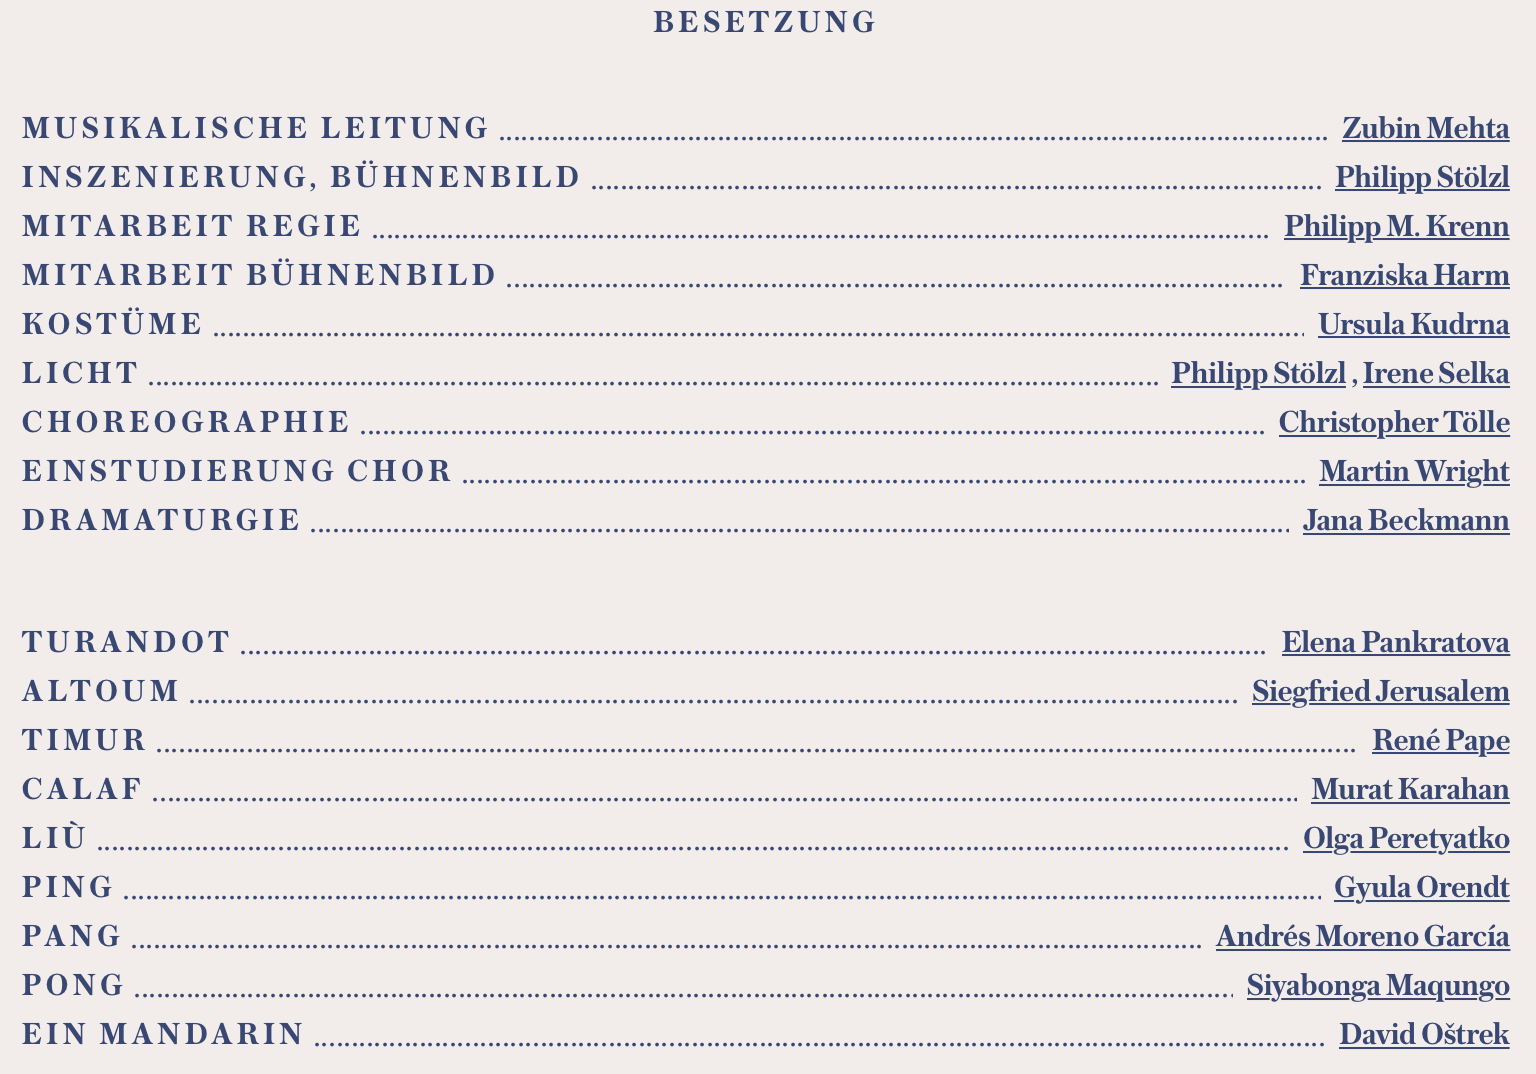 BESETZUNG
MUSIKALISCHE LEITUNG Zubin Mehta
INSZENIERUNG, BÜHNENBILD Philipp Stölzl
MITARBEIT REGIE Philipp M. Krenn
MITARBEIT BÜHNENBILD Franziska Harm
KOSTÜME Ursula Kudrna
LICHT Philipp Stölzl , Irene Selka
CHOREOGRAPHIE Christopher Tölle
EINSTUDIERUNG CHOR Martin Wright
DRAMATURGIE Jana Beckmann
TURANDOT Elena Pankratova
ALTOUM Siegfried Jerusalem
TIMUR René Pape
CALAF Murat Karahan
LIÙ Olga Peretyatko
PING Gyula Orendt
PANG Andrés Moreno García
PONG Siyabonga Maqungo
EIN MANDARIN David Oštrek